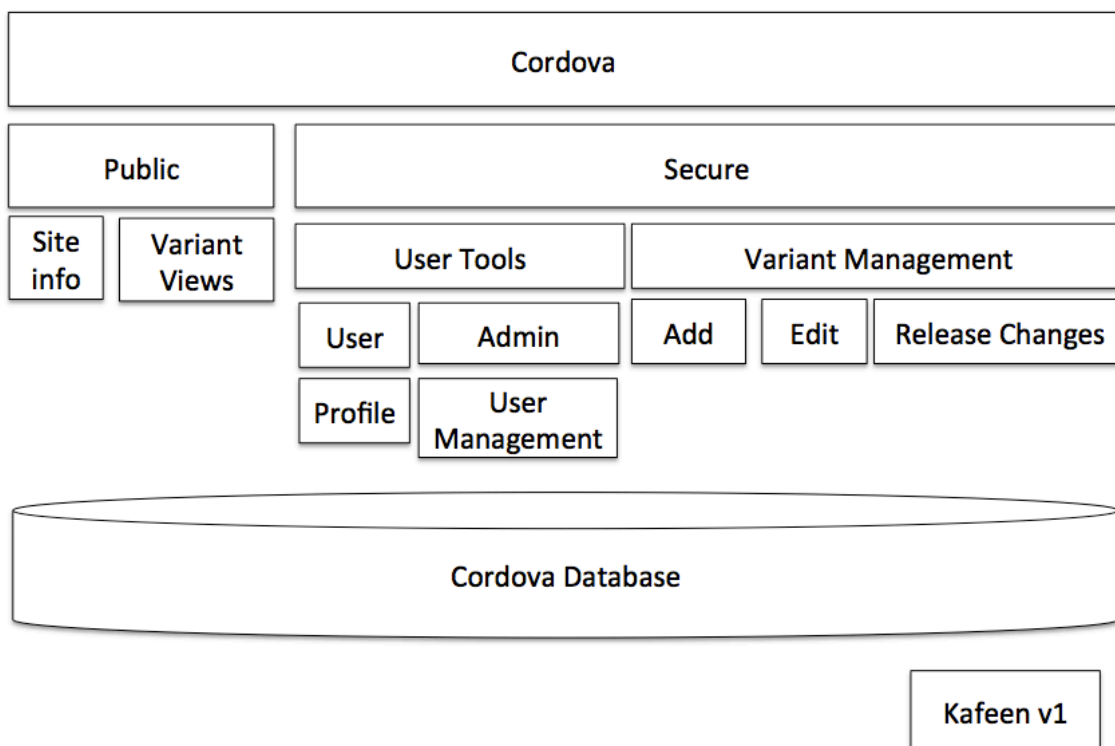 Cordova
Public
Secure
Site
info
Variant
Views
User Tools
Variant Management
User
Admin
Add
Edit
Release Changes
Profile
User
Management
Cordova Database
Kafeen v1